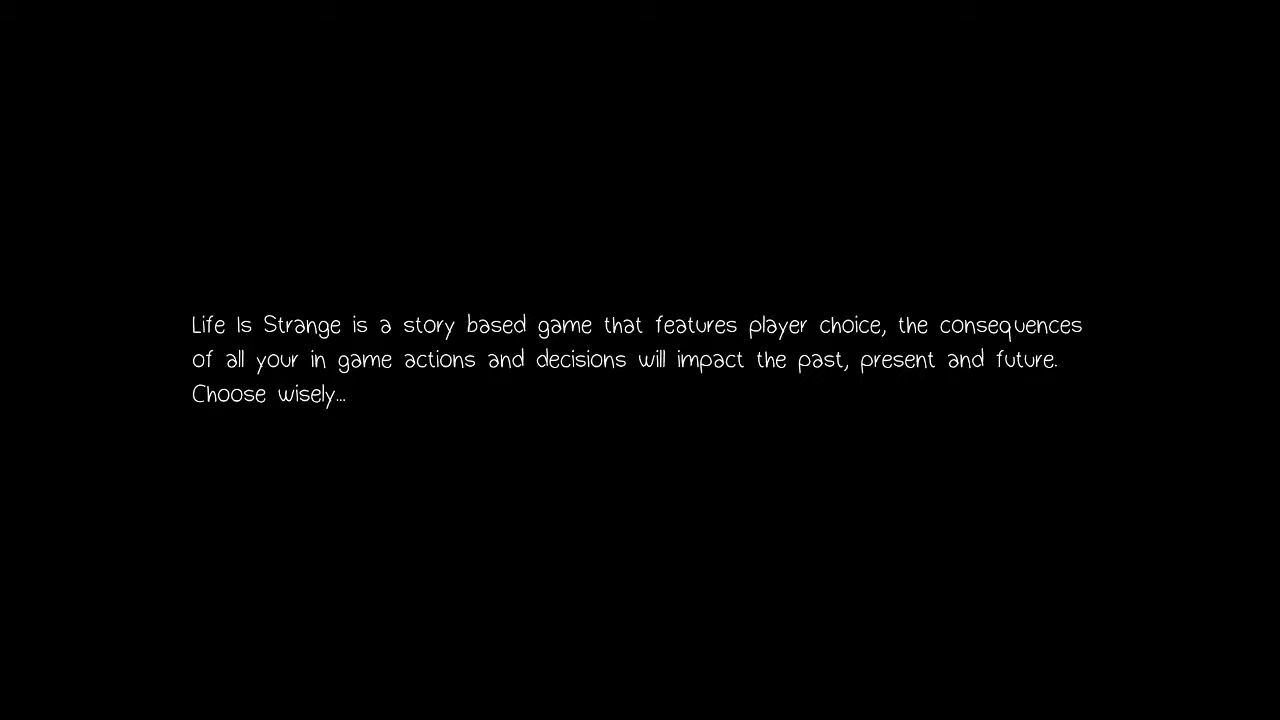 Life Is Strange is a story based game that features player choice, the consequences
of all your in game actions and decisions will impact the past, present and future.
Choose wisely...